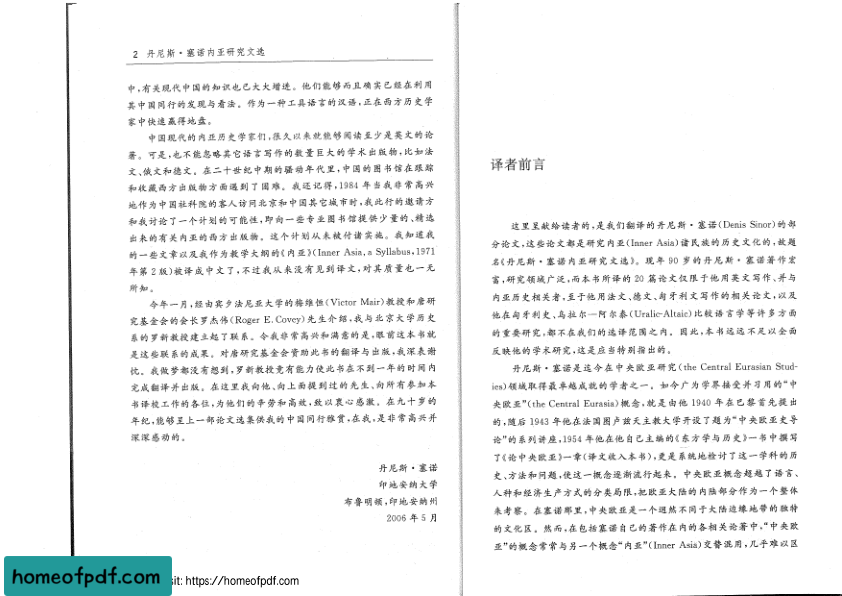 2 丹尼斯·塞诺内亚研究文选
中,有关现代中国的知识也已大大增进。他们能够而且确实已经在利用
其中国同行的发现与看法。作为一种工具语言的汉语,正在西方历史学
家中快速赢得地盘。
中国现代的内亚历史学家们,很久以来就能够阅读至少是英文的论
著。可是,也不能忽略其它语言写作的数量巨大的学术出版物,比如法
文、俄文和德文。在二十世纪中期的骚动年代里,中国的图书馆在跟踪
和收藏西方出版物方面遇到了困难。我还记得,1984 年当我非常高兴
地作为中国社科院的客人访问北京和中国其它城市时,我此行的邀请方
和我讨论了一个计划的可能性,即向一些专业图书馆提供少量的、精选
出来的有关内亚的西方出版物。这个计划从未被付诸实施。我知道我
的一些文章以及我作为教学大纲的《内亚》(Inner Asia, a Syllabus, 1971
年第 2 版)被译成中文了,不过我从来没有见到译文,对其质量也一无
所知。
今年一月,经由宾夕法尼亚大学的梅维恒(Victor Mair)教授和唐研
究基金会的会长罗杰伟(Roger E. Covey)先生介绍,我与北京大学历史
系的罗新教授建立起了联系。令我非常高兴和满意的是,眼前这本书就
是这些联系的成果。对唐研究基金会资助此书的翻译与出版,我深表谢
忱。我做梦都没有想到,罗新教授竟有能力使此书在不到一年的时间内
完成翻译并出版。在这里我向他、向上面提到过的先生、向所有参加本
书译校工作的各位,为他们的辛劳和高效,致以衷心感激。在九十岁的
年纪,能够呈上一部论文选集供我的中国同行雅赏,在我,是非常高兴并
深深感动的。
丹尼斯·塞诺
印地安纳大学
布鲁明顿,印地安纳州
2006 年 5 月
译者前言
这里呈献给读者的,是我们翻译的丹尼斯·塞诺(Denis Sinor)的部
分论文,这些论文都是研究内亚(Inner Asia)诸民族的历史文化的,故题
名《丹尼斯·塞诺内亚研究文选》。现年 90 岁的丹尼斯·塞诺著作宏
富,研究领域广泛,而本书所译的 20 篇论文仅限于他用英文写作、并与
内亚历史相关者,至于他用法文、德文、匈牙利文写作的相关论文,以及
他在匈牙利史、乌拉尔—阿尔泰(Uralic-Altaic)比较语言学等许多方面
的重要研究,都不在我们的选译范围之内。因此,本书远远不足以全面
反映他的学术研究,这是应当特别指出的。
丹尼斯·塞诺是迄今在中央欧亚研究(the Central Eurasian Stud-
ies)领域取得最卓越成就的学者之一。如今广为学界接受并习用的“中
央欧亚”(the Central Eurasia)概念,就是由他 1940 年在巴黎首先提出
的,随后 1943 年他在法国图卢兹天主教大学开设了题为“中央欧亚史导
论”的系列讲座,1954 年他在他自己主编的《东方学与历史》一书中撰写
了《论中央欧亚》一章(译文收入本书),更是系统地检讨了这一学科的历
史、方法和问题,使这一概念逐渐流行起来。中央欧亚概念超越了语言、
人种和经济生产方式的分类局限,把欧亚大陆的内陆部分作为一个整体
来考察。在塞诺那里,中央欧亚是一个迥然不同于大陆边缘地带的独特
的文化区。然而,在包括塞诺自己的著作在内的各相关论著中,“中央欧
亚”的概念常常与另一个概念“内亚”(Inner Asia)交替混用,几乎难以区
homeofpdf.com
sit: https://homeofpdf.com